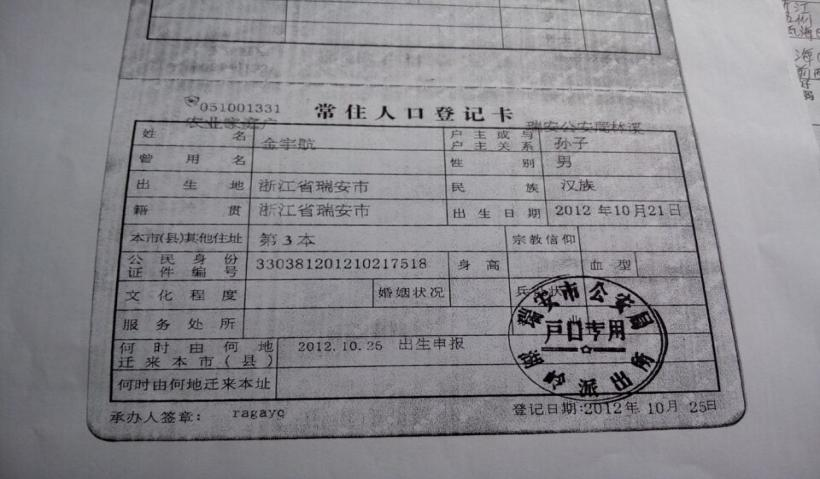 051001331
常住人口登记卡
农业家庭户
姓名 金宇航 户主或与户主关系 孙子
曾用名 性别 男
出生地 浙江省瑞安市 民族 汉族
籍贯 浙江省瑞安市 出生日期 2012年10月21日
本市(县)其他住址 第3本 宗教信仰
公民身份证件编号 330381201210217518 身高 血型
文化程度 婚姻状况
服务处所
何时由何地迁来本市(县) 2012.10.25 出生申报
何时由何地迁来本址
瑞安市公安局
户口专用
派出所
承办人签章: ragayc 登记日期:2012年10月25日